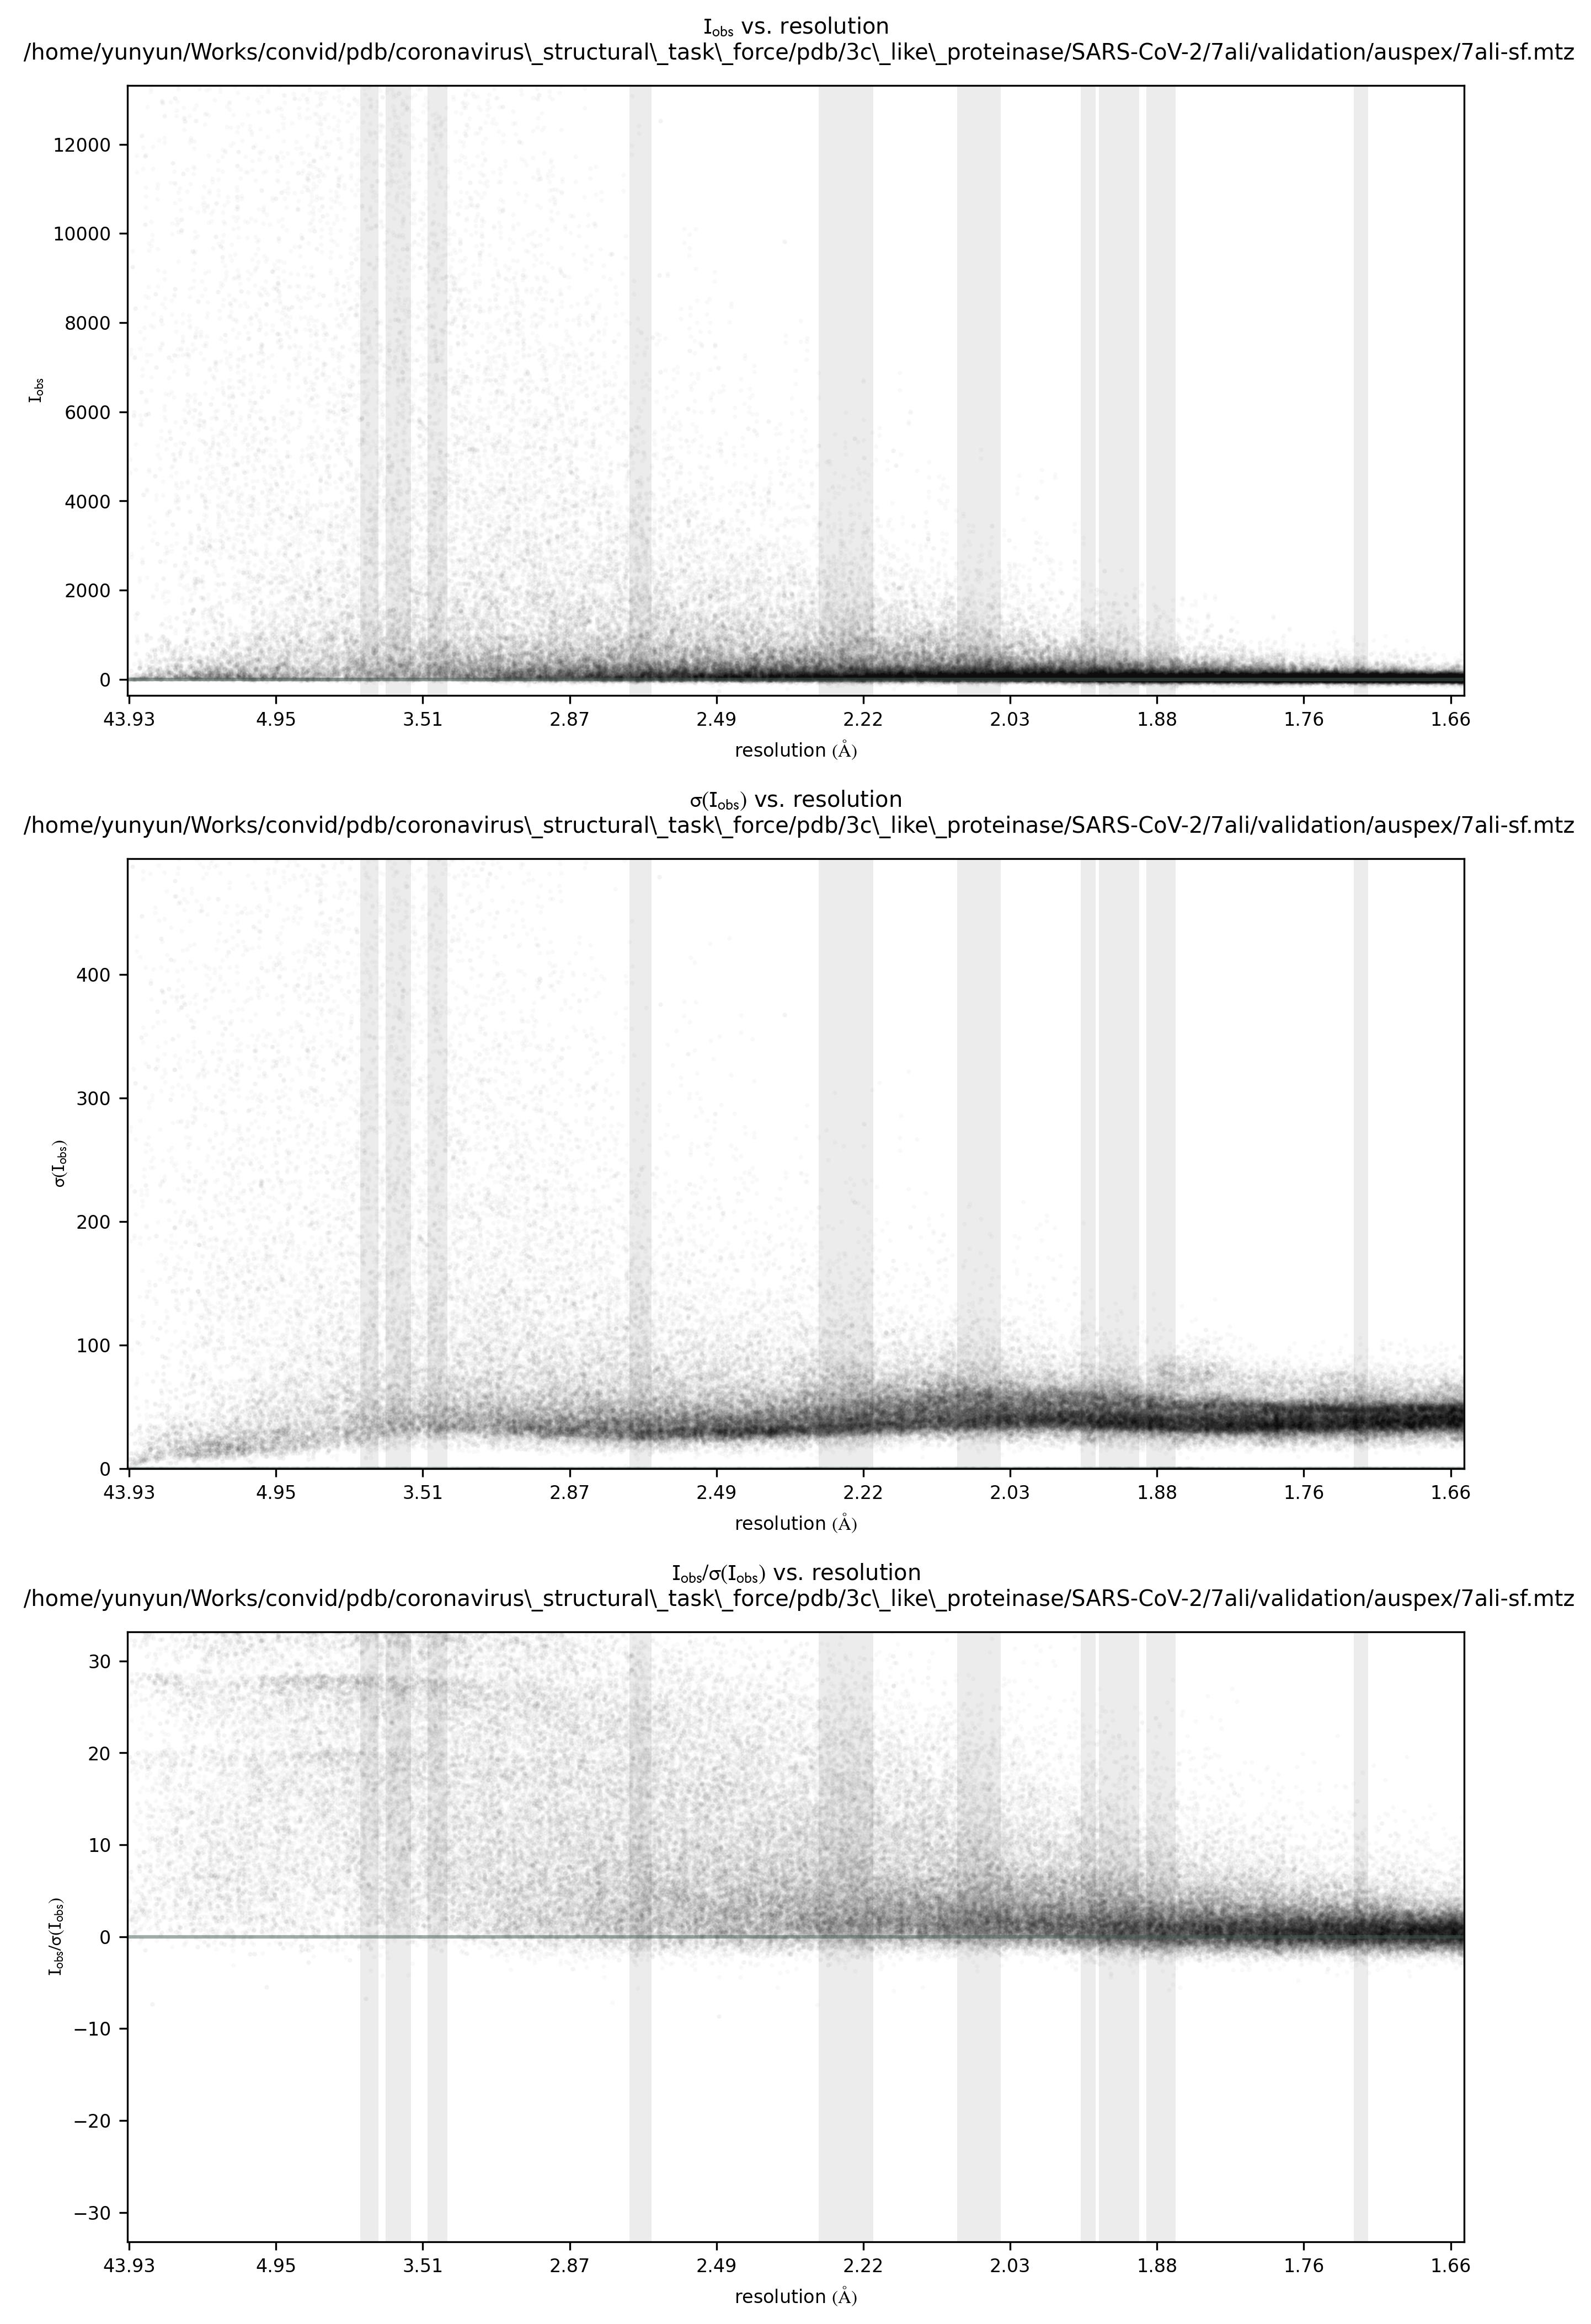 Iobs vs. resolution
/home/yunyun/Works/convid/pdb/coronavirus\_structural\_task\_force/pdb/3c\_like\_proteinase/SARS-CoV-2/7ali/validation/auspex/7ali-sf.mtz
12000
10000
8000
6000
4000
2000
0
Iobs
43.93 4.95 3.51 2.87 2.49 2.22 2.03 1.88 1.76 1.66
resolution (Å)
σ(Iobs) vs. resolution
/home/yunyun/Works/convid/pdb/coronavirus\_structural\_task\_force/pdb/3c\_like\_proteinase/SARS-CoV-2/7ali/validation/auspex/7ali-sf.mtz
400
300
200
100
0
σ(Iobs)
43.93 4.95 3.51 2.87 2.49 2.22 2.03 1.88 1.76 1.66
resolution (Å)
Iobs/σ(Iobs) vs. resolution
/home/yunyun/Works/convid/pdb/coronavirus\_structural\_task\_force/pdb/3c\_like\_proteinase/SARS-CoV-2/7ali/validation/auspex/7ali-sf.mtz
30
20
10
0
−10
−20
−30
Iobs/σ(Iobs)
43.93 4.95 3.51 2.87 2.49 2.22 2.03 1.88 1.76 1.66
resolution (Å)